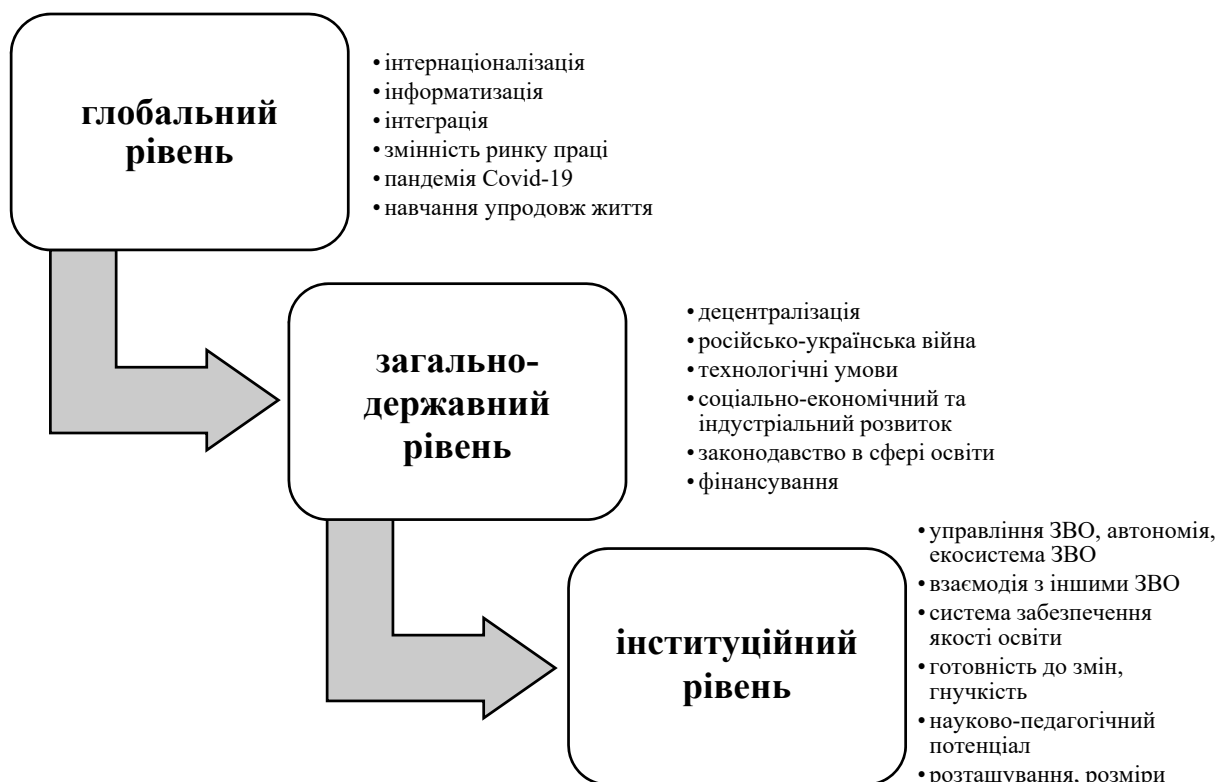 глобальний
рівень
• інтернаціоналізація
• інформатизація
• інтеграція
• змінність ринку праці
• пандемія Covid-19
• навчання упродовж життя
загально-
державний
рівень
• децентралізація
• російсько-українська війна
• технологічні умови
• соціально-економічний та
індустріальний розвиток
• законодавство в сфері освіти
• фінансування
інституційний
рівень
• управління ЗВО, автономія,
екосистема ЗВО
• взаємодія з іншими ЗВО
• система забезпечення
якості освіти
• готовність до змін,
гнучкість
• науково-педагогічний
потенціал
• розташування, розміри